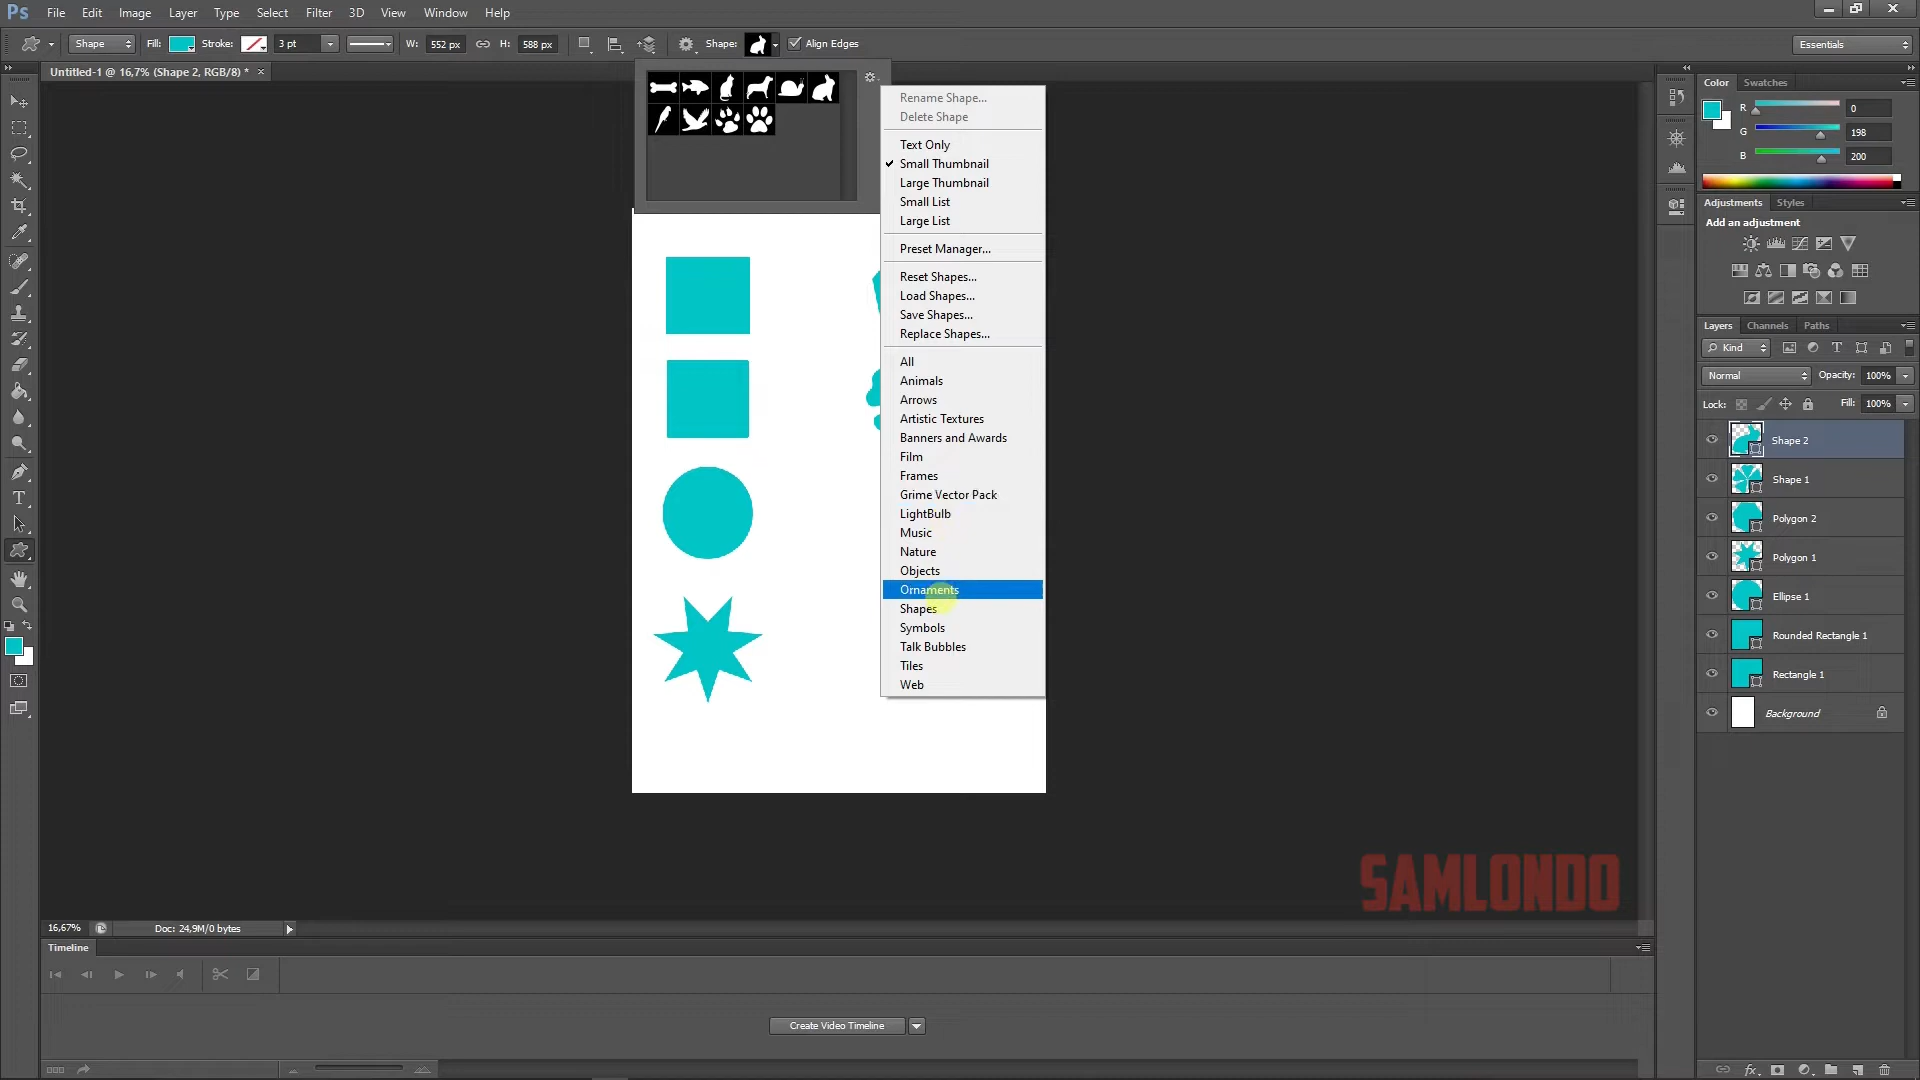 Ps File Edit Image Layer Type Select Filter 3D View Window Help
Shape Fill: Stroke: 3 pt W: 552 px H: 588 px Shape: Align Edges Essentials
Untitled-1 @ 16,7% (Shape 2, RGB/8) * ×
Rename Shape...
Delete Shape
Text Only
Small Thumbnail
Large Thumbnail
Small List
Large List
Preset Manager...
Reset Shapes...
Load Shapes...
Save Shapes...
Replace Shapes...
All
Animals
Arrows
Artistic Textures
Banners and Awards
Film
Frames
Grime Vector Pack
LightBulb
Music
Nature
Objects
Ornaments
Shapes
Symbols
Talk Bubbles
Tiles
Web
Color Swatches
R 0
G 198
B 200
Adjustments Styles
Add an adjustment
Layers Channels Paths
Kind
Normal Opacity: 100%
Lock: Fill: 100%
Shape 2
Shape 1
Polygon 2
Polygon 1
Ellipse 1
Rounded Rectangle 1
Rectangle 1
Background
SAMLONDO
16,67% Doc: 24,9M/0 bytes
Timeline
Create Video Timeline